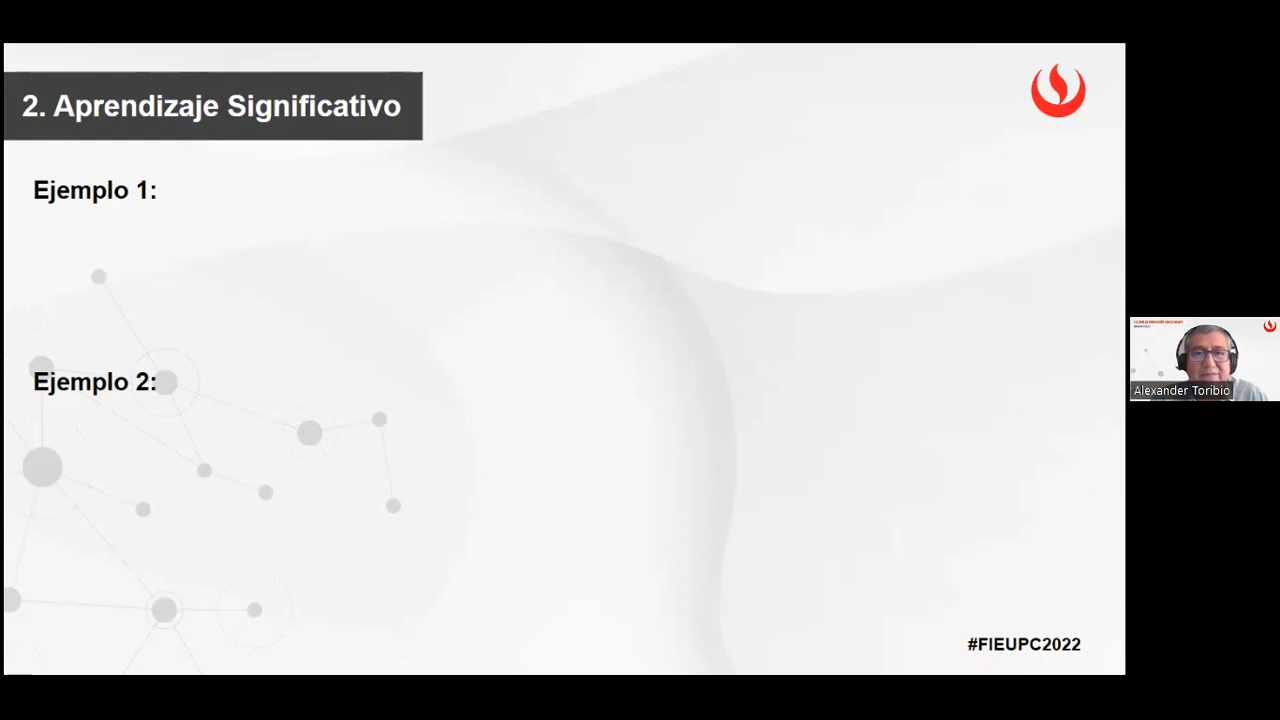 2. Aprendizaje Significativo
Ejemplo 1:
Ejemplo 2:
Alexander Toribio
#FIEUPC2022